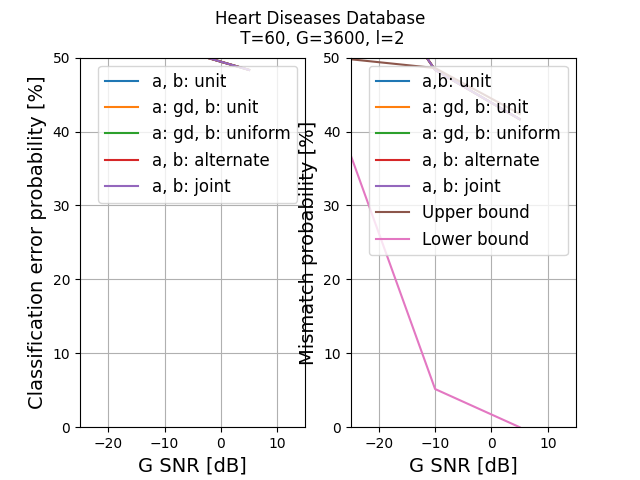 Heart Diseases Database
T=60, G=3600, l=2
Classification error probability [%]
50
40
30
20
10
0
a, b: unit
a: gd, b: unit
a: gd, b: uniform
a, b: alternate
a, b: joint
−20
−10
0
10
G SNR [dB]
Mismatch probability [%]
50
40
30
20
10
0
a,b: unit
a: gd, b: unit
a: gd, b: uniform
a, b: alternate
a, b: joint
Upper bound
Lower bound
−20
−10
0
10
G SNR [dB]